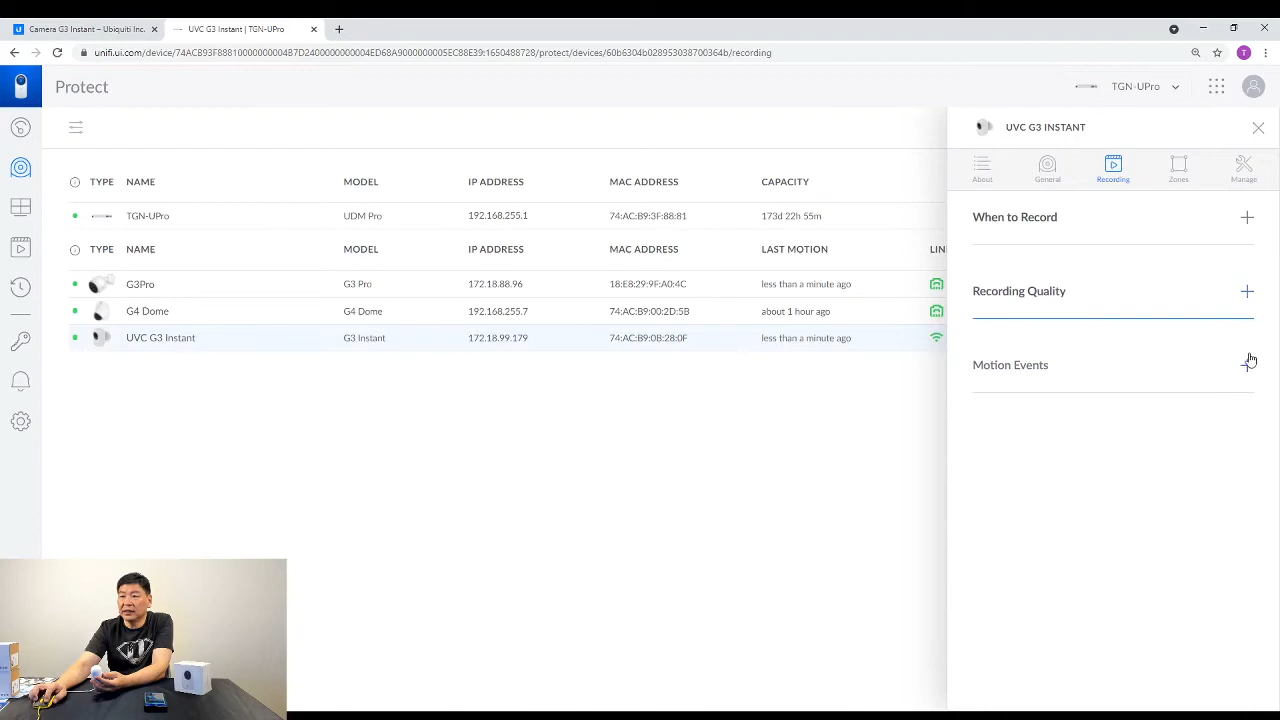 Camera G3 Instant – Ubiquiti Inc.
UVC G3 Instant | TGN-UPro
unifi.ui.com/device/74ACB93F88810000000004B7D2400000000004ED68A90000000005EC88E39:1650488728/protect/devices/60b6304b028953038700364b/recording
T
Protect
TGN-UPro
UVC G3 INSTANT
About General Recording Zones Manage
TYPE NAME MODEL IP ADDRESS MAC ADDRESS CAPACITY
TGN-UPro UDM Pro 192.168.255.1 74:AC:B9:3F:88:81 173d 22h 55m
TYPE NAME MODEL IP ADDRESS MAC ADDRESS LAST MOTION LIN
G3Pro G3 Pro 172.18.88.96 18:E8:29:9F:A0:4C less than a minute ago
G4 Dome G4 Dome 192.168.255.7 74:AC:B9:00:2D:5B about 1 hour ago
UVC G3 Instant G3 Instant 172.18.99.179 74:AC:B9:0B:28:0F less than a minute ago
When to Record
Recording Quality
Motion Events